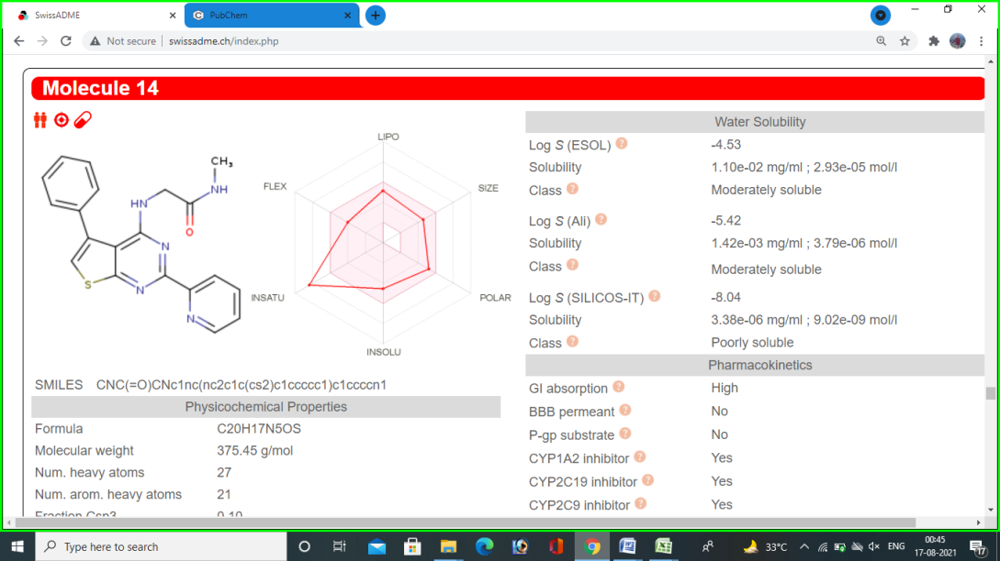 SwissADME
PubChem
Not secure
swissadme.ch/index.php
Molecule 14
LIPO
FLEX
SIZE
INSATU
POLAR
INSOLU
CH3
HN
NH
O
N
N
S
N
SMILES CNC(=O)CNc1nc(nc2c1c(cs2)c1ccccc1)c1ccccn1
Physicochemical Properties
Formula C20H17N5OS
Molecular weight 375.45 g/mol
Num. heavy atoms 27
Num. arom. heavy atoms 21
Fraction Csp3 0.10
Water Solubility
Log S (ESOL) ? -4.53
Solubility 1.10e-02 mg/ml ; 2.93e-05 mol/l
Class ? Moderately soluble
Log S (Ali) ? -5.42
Solubility 1.42e-03 mg/ml ; 3.79e-06 mol/l
Class ? Moderately soluble
Log S (SILICOS-IT) ? -8.04
Solubility 3.38e-06 mg/ml ; 9.02e-09 mol/l
Class ? Poorly soluble
Pharmacokinetics
GI absorption ? High
BBB permeant ? No
P-gp substrate ? No
CYP1A2 inhibitor ? Yes
CYP2C19 inhibitor ? Yes
CYP2C9 inhibitor ? Yes
Type here to search
33°C
ENG
00:45
17-08-2021
17